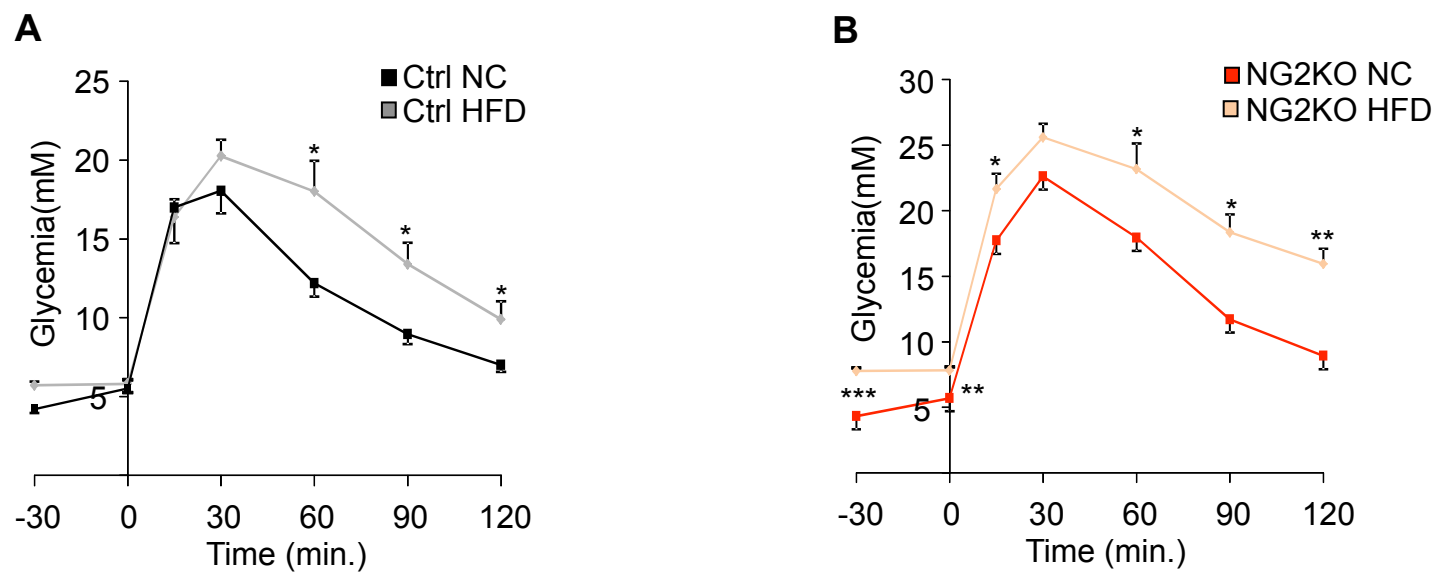 A
Ctrl NC
Ctrl HFD
Glycemia(mM)
25
20
15
10
5
*
*
*
-30 0 30 60 90 120
Time (min.)
B
NG2KO NC
NG2KO HFD
Glycemia(mM)
30
25
20
15
10
5
*
*
*
**
***
**
-30 0 30 60 90 120
Time (min.)